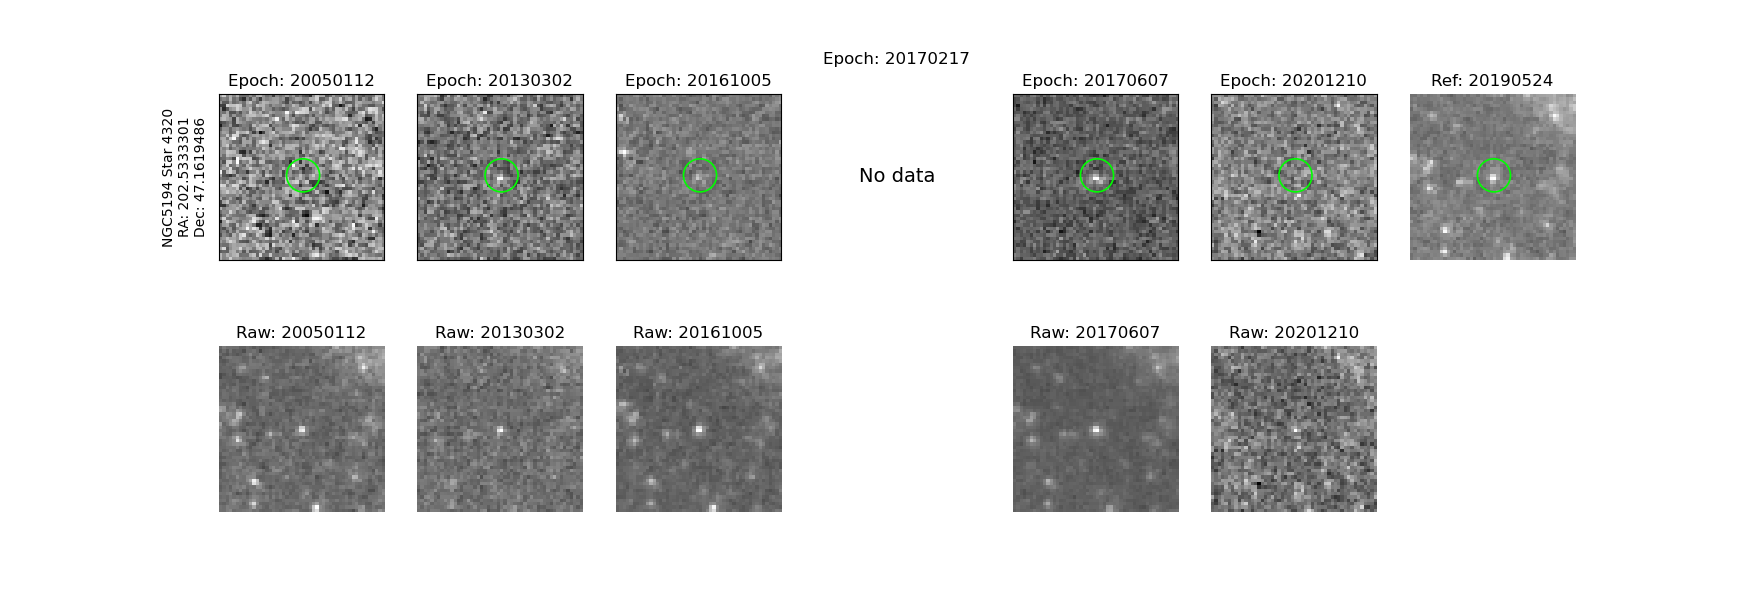 Epoch: 20170217
Epoch: 20050112
Epoch: 20130302
Epoch: 20161005
Epoch: 20170607
Epoch: 20201210
Ref: 20190524
NGC5194 Star 4320
RA: 202.5333301
Dec: 47.1619486
No data
Raw: 20050112
Raw: 20130302
Raw: 20161005
Raw: 20170607
Raw: 20201210